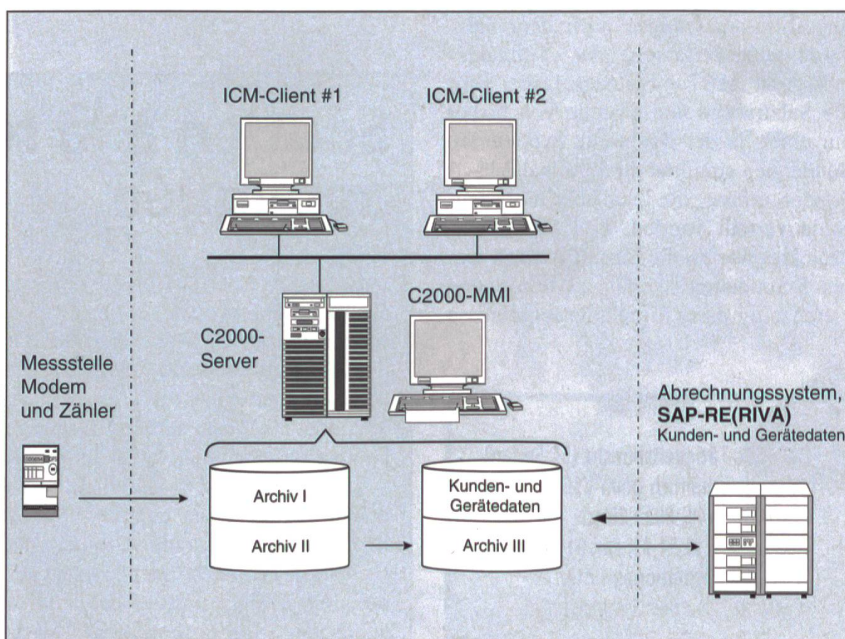 ICM-Client #1
ICM-Client #2
C2000-MMI
C2000-
Server
Messstelle
Modem
und Zähler
Abrechnungssystem,
SAP-RE(RIVA)
Kunden- und Gerätedaten
Archiv I
Archiv II
Kunden- und
Gerätedaten
Archiv III